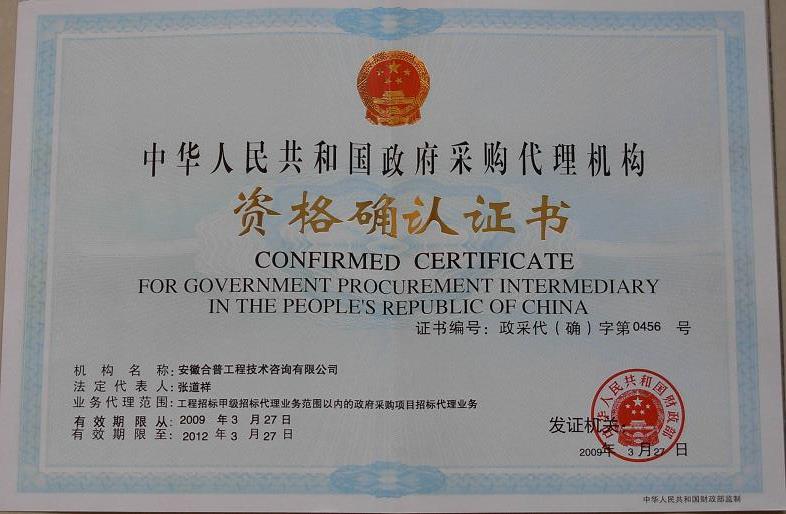 中华人民共和国政府采购代理机构
资格确认证书
CONFIRMED CERTIFICATE
FOR GOVERNMENT PROCUREMENT INTERMEDIARY
IN THE PEOPLE'S REPUBLIC OF CHINA
证书编号：政采代（确）字第0456 号
机构名称：安徽合普工程技术咨询有限公司
法定代表人：张道祥
业务代理范围：工程招标甲级招标代理业务范围以内的政府采购项目招标代理业务
有效期限从：2009 年 3 月 27 日
有效期限至：2012 年 3 月 27 日
中华人民共和国财政部
发证机关：
2009年 3 月 27 日
中华人民共和国财政部监制